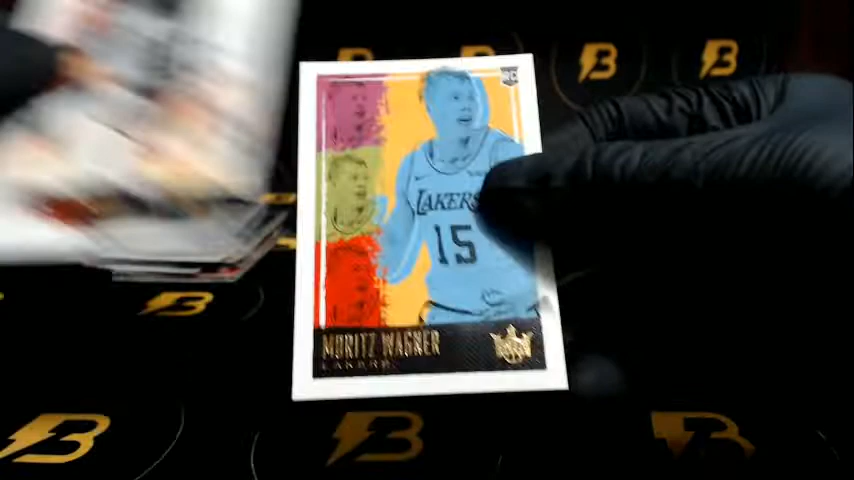 RC
LAKERS
15
MORITZ WAGNER
LAKERS